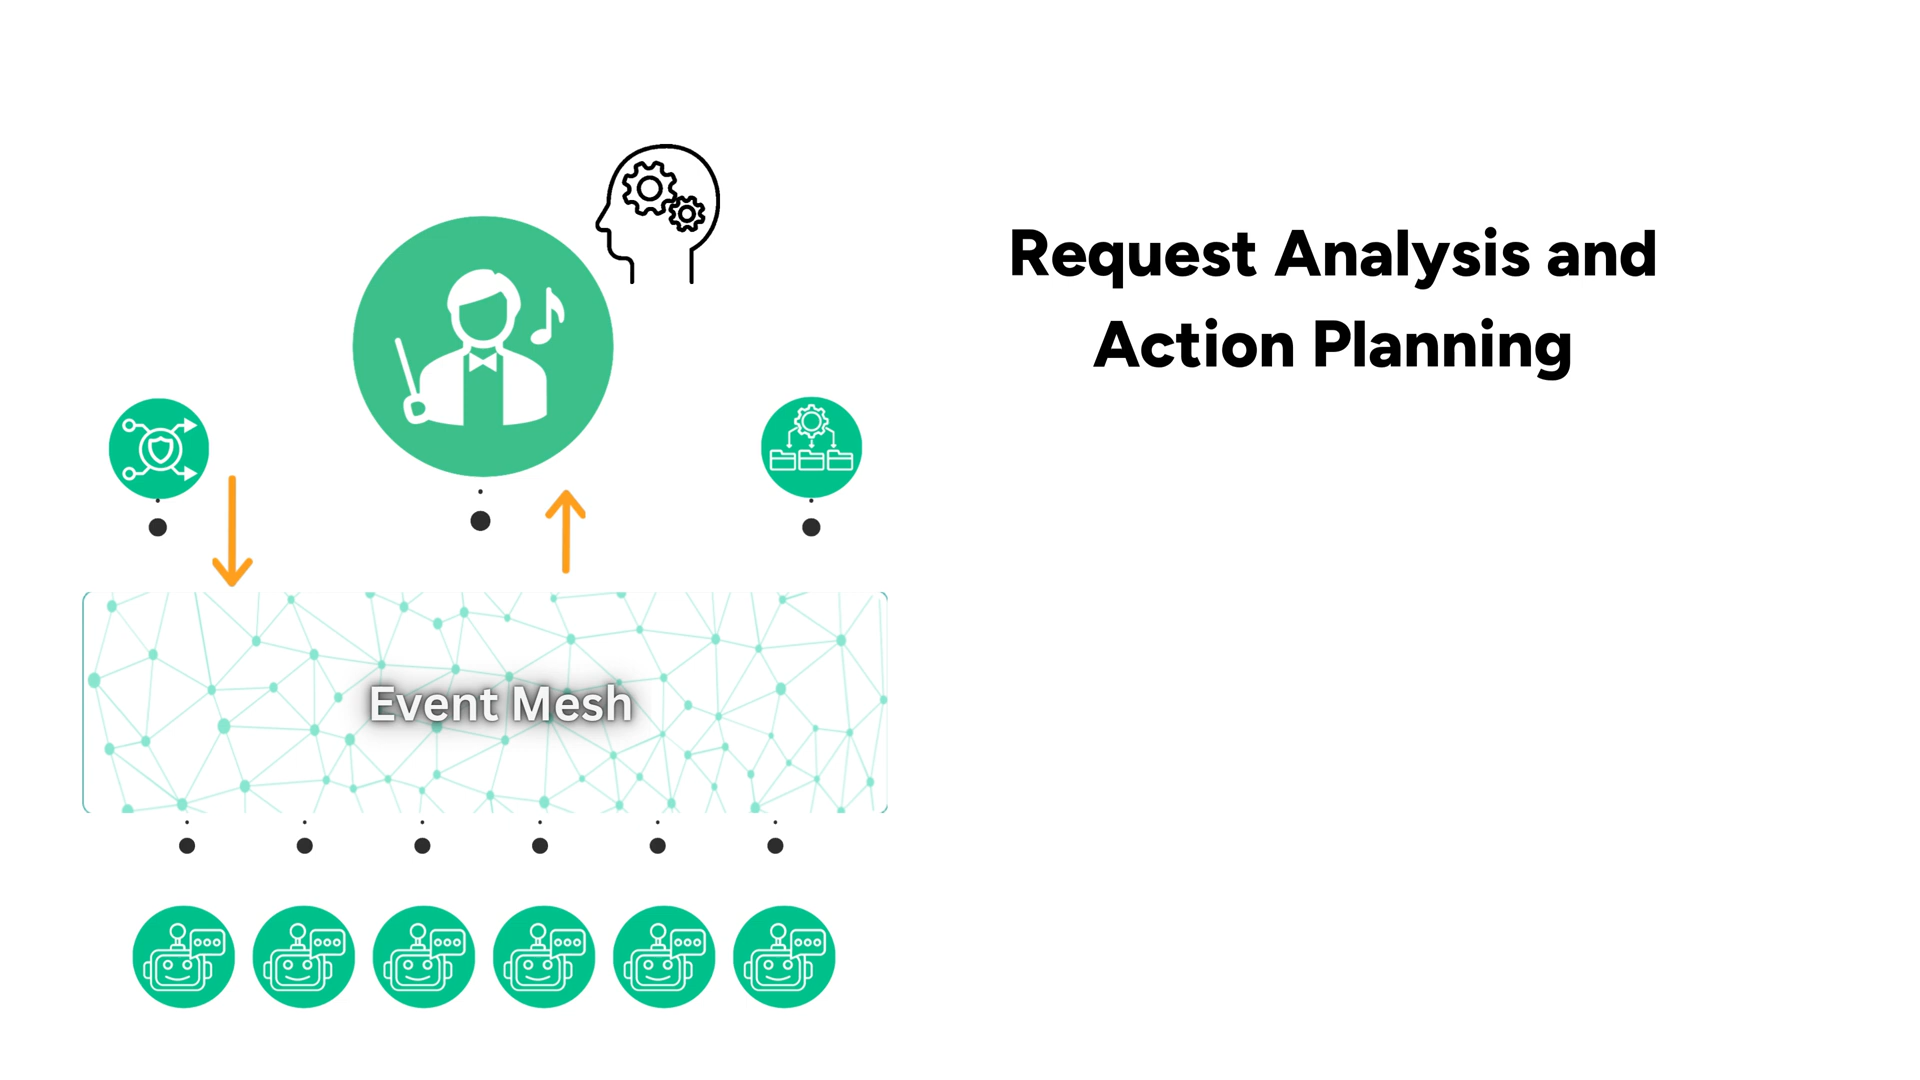 Request Analysis and
Action Planning
Event Mesh